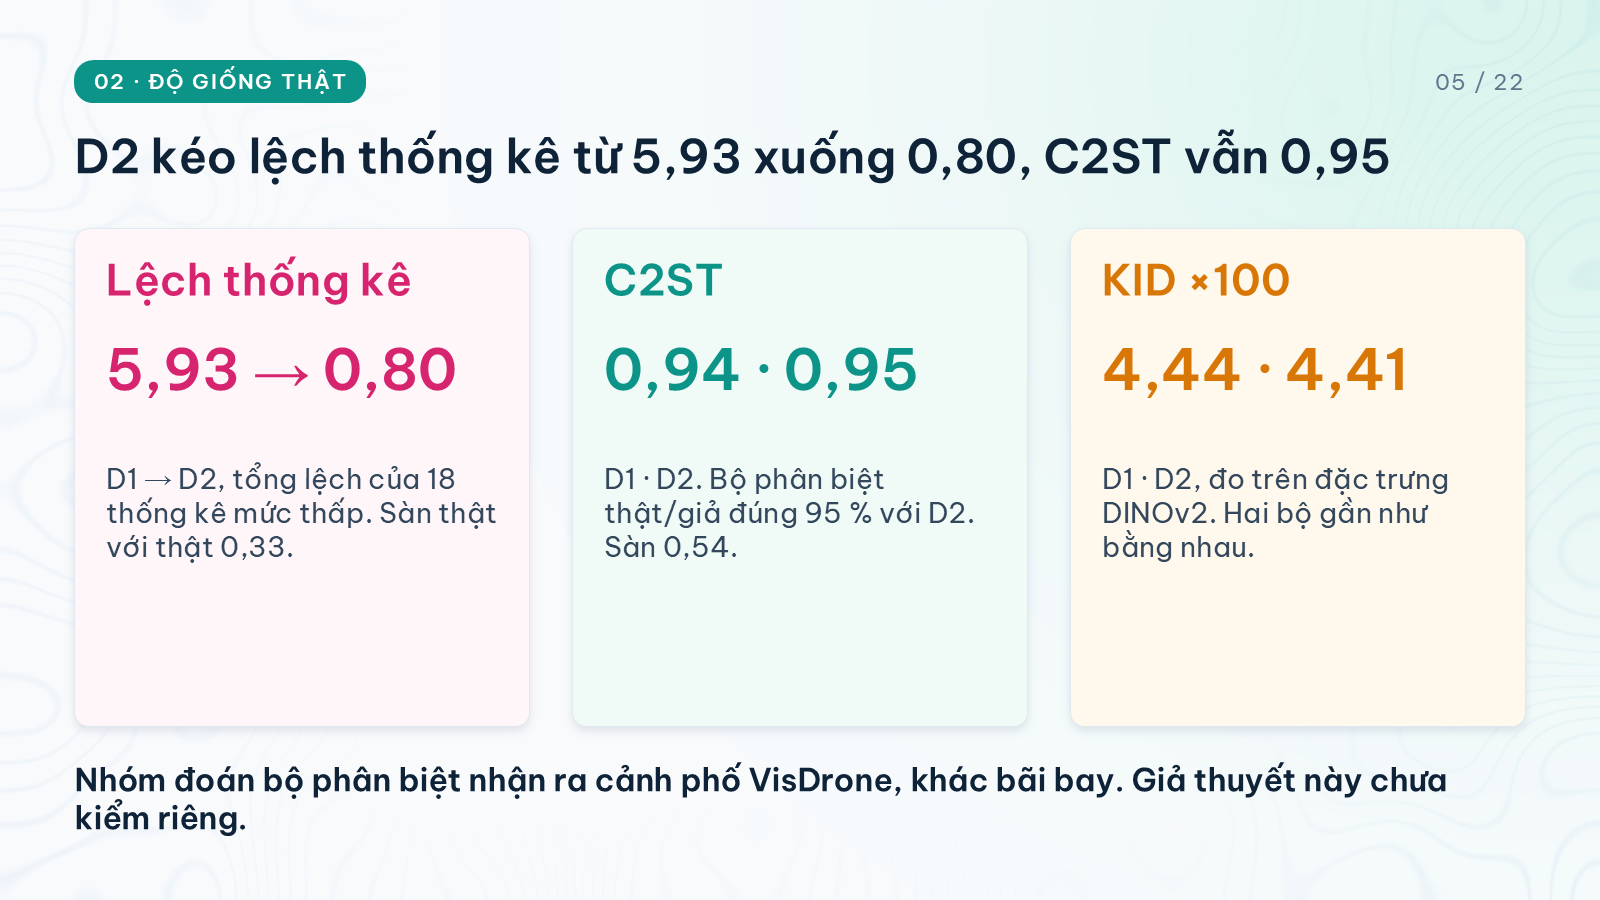 02 · ĐỘ GIỐNG THẬT
05 / 22
D2 kéo lệch thống kê từ 5,93 xuống 0,80, C2ST vẫn 0,95
Lệch thống kê
5,93 → 0,80
D1 → D2, tổng lệch của 18
thống kê mức thấp. Sàn thật
với thật 0,33.
C2ST
0,94 · 0,95
D1 · D2. Bộ phân biệt
thật/giả đúng 95 % với D2.
Sàn 0,54.
KID ×100
4,44 · 4,41
D1 · D2, đo trên đặc trưng
DINOv2. Hai bộ gần như
bằng nhau.
Nhóm đoán bộ phân biệt nhận ra cảnh phố VisDrone, khác bãi bay. Giả thuyết này chưa
kiểm riêng.